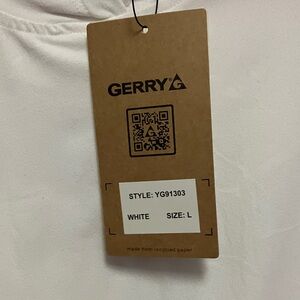 GERRY
STYLE: YG91303
WHITE SIZE: L
made from recycled paper